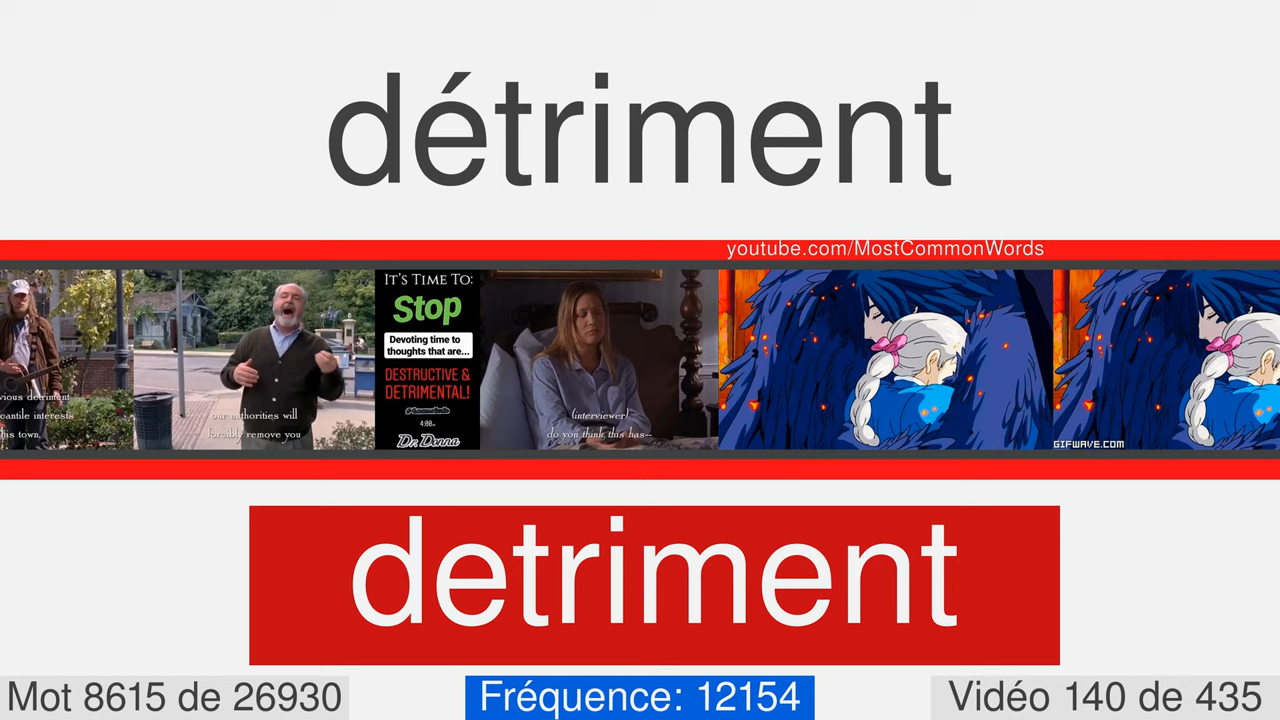 détriment
youtube.com/MostCommonWords
vious detriment
cantile interests
his town.
our authorities will
forcibly remove you
IT'S TIME TO:
Stop
Devoting time to
thoughts that are...
DESTRUCTIVE &
DETRIMENTAL!
4:00
Dr. Donna
(interviewer)
do you think this has--
GIFWAVE.COM
detriment
Mot 8615 de 26930
Fréquence: 12154
Vidéo 140 de 435